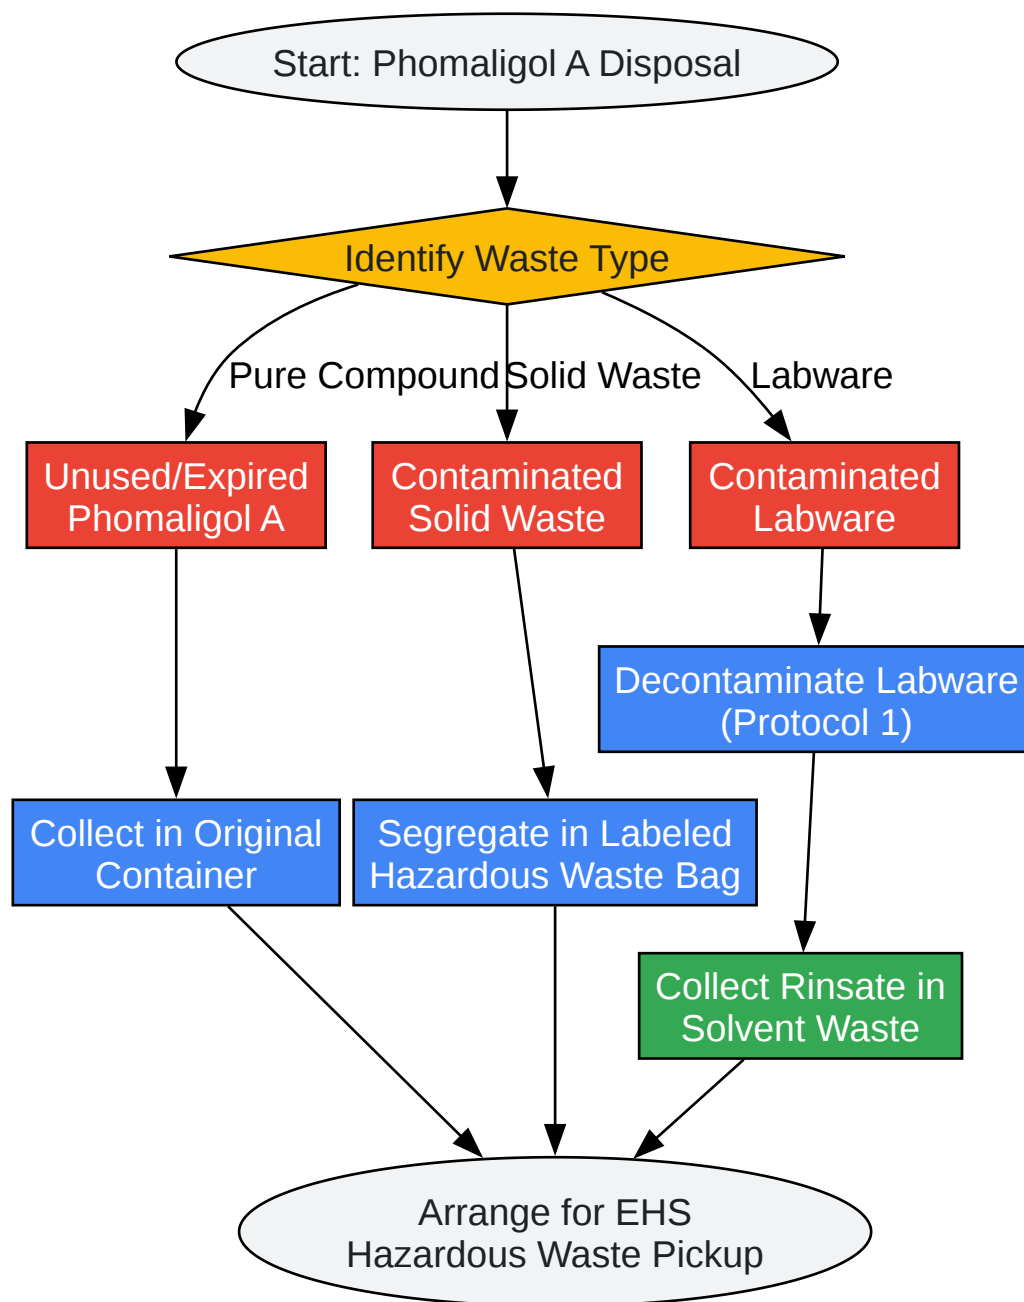 Start: Phomaligol A Disposal
Identify Waste Type
Pure Compound
Solid Waste
Labware
Unused/Expired
Phomaligol A
Contaminated
Solid Waste
Contaminated
Labware
Decontaminate Labware
(Protocol 1)
Collect in Original
Container
Segregate in Labeled
Hazardous Waste Bag
Collect Rinsate in
Solvent Waste
Arrange for EHS
Hazardous Waste Pickup